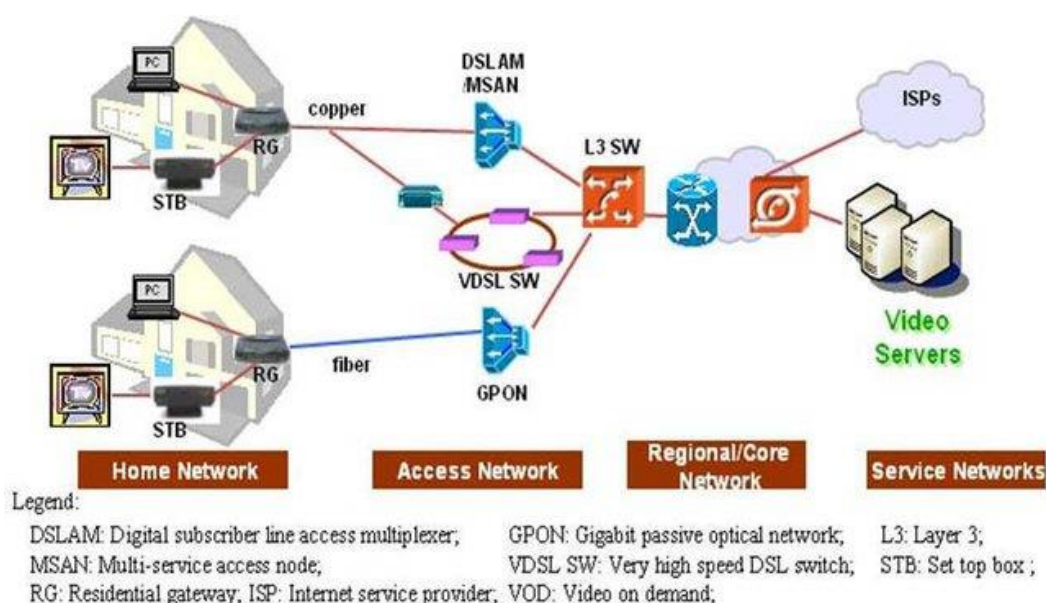 PC
TV
STB
RG
copper
DSLAM
/MSAN
L3 SW
ISPs
VDSL SW
Video
Servers
PC
TV
STB
RG
fiber
GPON
Home Network
Access Network
Regional/Core
Network
Service Networks
Legend:
DSLAM: Digital subscriber line access multiplexer; GPON: Gigabit passive optical network; L3: Layer 3;
MSAN: Multi-service access node; VDSL SW: Very high speed DSL switch; STB: Set top box ;
RG: Residential gateway; ISP: Internet service provider; VOD: Video on demand;